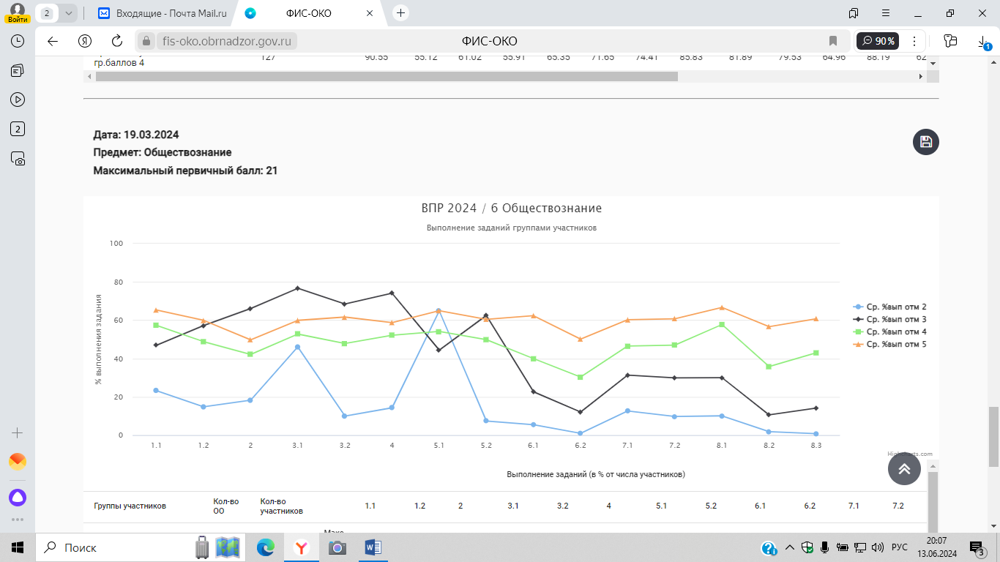 Войти
2
Входящие - Почта Mail.ru
ФИС-ОКО
fis-oko.obrnadzor.gov.ru
ФИС-ОКО
90%
1
2
127 90.55 55.12 61.02 55.91 65.35 71.65 74.41 85.83 81.89 79.53 64.96 88.19 62
гр.баллов 4
Дата: 19.03.2024
Предмет: Обществознание
Максимальный первичный балл: 21
ВПР 2024 / 6 Обществознание
Выполнение заданий группами участников
% выполнения задания
100
80
60
40
20
0
1.1 1.2 2 3.1 3.2 4 5.1 5.2 6.1 6.2 7.1 7.2 8.1 8.2 8.3
Ср. %вып отм 2
Ср. %вып отм 3
Ср. %вып отм 4
Ср. %вып отм 5
Highcharts.com
Выполнение заданий (в % от числа участников)
Группы участников
Кол-во
ОО
Кол-во
участников
1.1 1.2 2 3.1 3.2 4 5.1 5.2 6.1 6.2 7.1 7.2
Макс
Поиск
РУС
20:07
13.06.2024
3